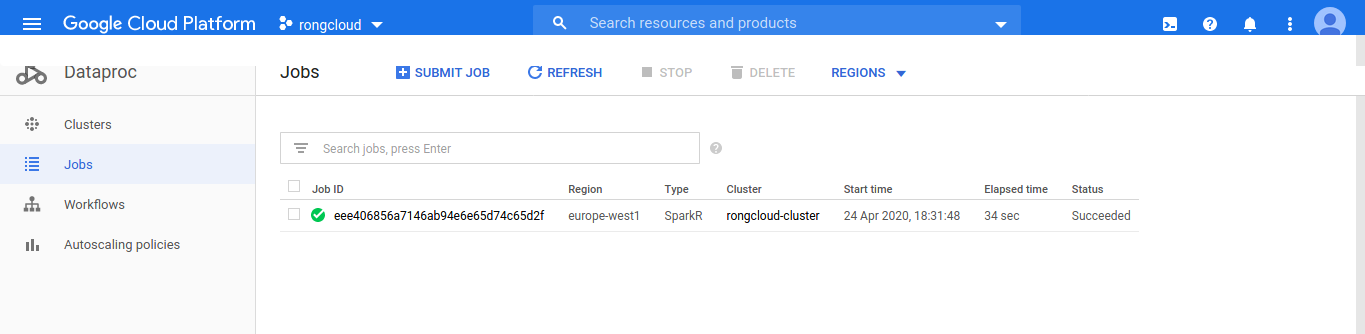 Google Cloud Platform
rongcloud
Search resources and products
Dataproc
Jobs
SUBMIT JOB
REFRESH
STOP
DELETE
REGIONS
Clusters
Jobs
Workflows
Autoscaling policies
Search jobs, press Enter
Job ID Region Type Cluster Start time Elapsed time Status
eee406856a7146ab94e6e65d74c65d2f europe-west1 SparkR rongcloud-cluster 24 Apr 2020, 18:31:48 34 sec Succeeded